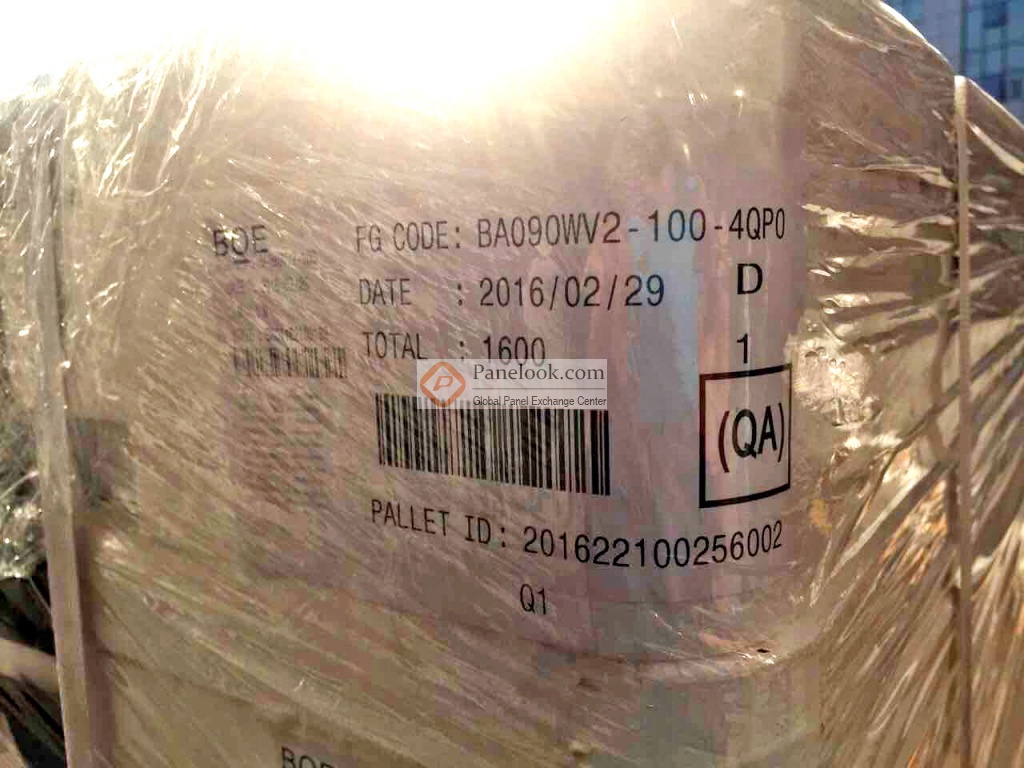 BOE
FG CODE: BA090WV2-100-4QP0
DATE : 2016/02/29 D
TOTAL : 1600 1
Panelook.com
Global Panel Exchange Center
(QA)
PALLET ID: 201622100256002
Q1
BOE